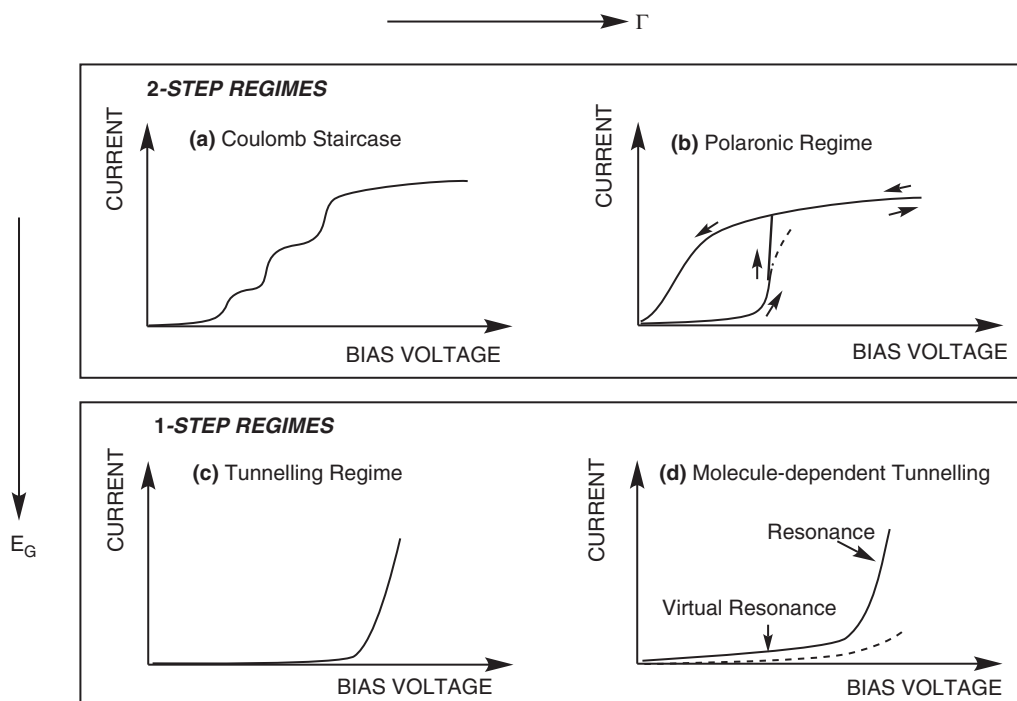 Γ
2-STEP REGIMES
(a) Coulomb Staircase
CURRENT
BIAS VOLTAGE
(b) Polaronic Regime
CURRENT
BIAS VOLTAGE
E_G
1-STEP REGIMES
(c) Tunnelling Regime
CURRENT
BIAS VOLTAGE
(d) Molecule-dependent Tunnelling
CURRENT
Resonance
Virtual Resonance
BIAS VOLTAGE